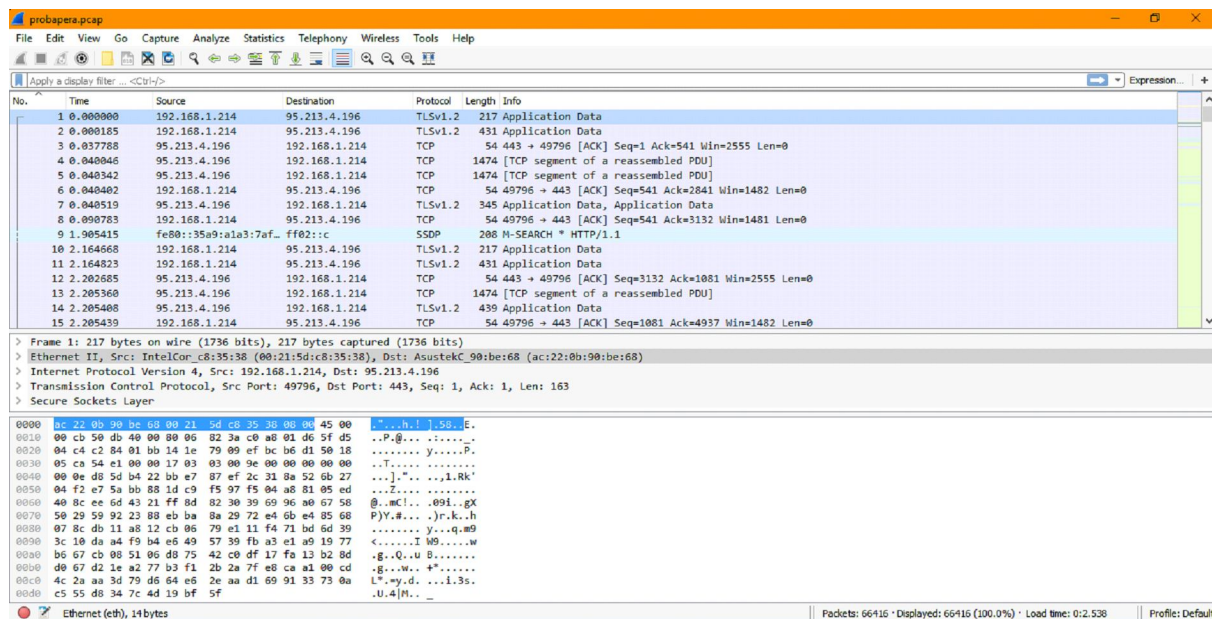 probapera.pcap
File Edit View Go Capture Analyze Statistics Telephony Wireless Tools Help
Apply a display filter ... <Ctrl-/> Expression... +
No. Time Source Destination Protocol Length Info
1 0.000000 192.168.1.214 95.213.4.196 TLSv1.2 217 Application Data
2 0.000185 192.168.1.214 95.213.4.196 TLSv1.2 431 Application Data
3 0.037788 95.213.4.196 192.168.1.214 TCP 54 443 → 49796 [ACK] Seq=1 Ack=541 Win=2555 Len=0
4 0.040046 95.213.4.196 192.168.1.214 TCP 1474 [TCP segment of a reassembled PDU]
5 0.040342 95.213.4.196 192.168.1.214 TCP 1474 [TCP segment of a reassembled PDU]
6 0.040402 192.168.1.214 95.213.4.196 TCP 54 49796 → 443 [ACK] Seq=541 Ack=2841 Win=1482 Len=0
7 0.040519 95.213.4.196 192.168.1.214 TLSv1.2 345 Application Data, Application Data
8 0.090783 192.168.1.214 95.213.4.196 TCP 54 49796 → 443 [ACK] Seq=541 Ack=3132 Win=1481 Len=0
9 1.905415 fe80::35a9:a1a3:7af… ff02::c SSDP 208 M-SEARCH * HTTP/1.1
10 2.164668 192.168.1.214 95.213.4.196 TLSv1.2 217 Application Data
11 2.164823 192.168.1.214 95.213.4.196 TLSv1.2 431 Application Data
12 2.202685 95.213.4.196 192.168.1.214 TCP 54 443 → 49796 [ACK] Seq=3132 Ack=1081 Win=2555 Len=0
13 2.205360 95.213.4.196 192.168.1.214 TCP 1474 [TCP segment of a reassembled PDU]
14 2.205408 95.213.4.196 192.168.1.214 TLSv1.2 439 Application Data
15 2.205439 192.168.1.214 95.213.4.196 TCP 54 49796 → 443 [ACK] Seq=1081 Ack=4937 Win=1482 Len=0
> Frame 1: 217 bytes on wire (1736 bits), 217 bytes captured (1736 bits)
> Ethernet II, Src: IntelCor_c8:35:38 (00:21:5d:c8:35:38), Dst: AsustekC_90:be:68 (ac:22:0b:90:be:68)
> Internet Protocol Version 4, Src: 192.168.1.214, Dst: 95.213.4.196
> Transmission Control Protocol, Src Port: 49796, Dst Port: 443, Seq: 1, Ack: 1, Len: 163
> Secure Sockets Layer
0000 ac 22 0b 90 be 68 00 21 5d c8 35 38 08 00 45 00 ."...h.! ].58..E.
0010 00 cb 50 db 40 00 80 06 82 3a c0 a8 01 d6 5f d5 ..P.@... .:...._.
0020 04 c4 c2 84 01 bb 14 1e 79 09 ef bc b6 d1 50 18 ........ y.....P.
0030 05 ca 54 e1 00 00 17 03 03 00 9e 00 00 00 00 00 ..T..... ........
0040 00 0e d8 5d b4 22 bb e7 87 ef 2c 31 8a 52 6b 27 ...].".. ..,1.Rk'
0050 04 f2 e7 5a bb 88 1d c9 f5 97 f5 04 a8 81 05 ed ...Z.... ........
0060 40 8c ee 6d 43 21 ff 8d 82 30 39 69 96 a0 67 58 @..mC!.. .09i..gX
0070 50 29 59 92 23 88 eb ba 8a 29 72 e4 6b e4 85 68 P)Y.#... .)r.k..h
0080 07 8c db 11 a8 12 cb 06 79 e1 11 f4 71 bd 6d 39 ........ y...q.m9
0090 3c 10 da a4 f9 b4 e6 49 57 39 fb a3 e1 a9 19 77 <......I W9.....w
00a0 b6 67 cb 08 51 06 d8 75 42 c0 df 17 fa 13 b2 8d .g..Q..u B.......
00b0 d0 67 d2 1e a2 77 b3 f1 2b 2a 7f e8 ca a1 00 cd .g...w.. +*......
00c0 4c 2a aa 3d 79 d6 64 e6 2e aa d1 69 91 33 73 0a L*.=y.d. ...i.3s.
00d0 c5 55 d8 34 7c 4d 19 bf 5f .U.4|M.. _
Ethernet (eth), 14 bytes Packets: 66416 · Displayed: 66416 (100.0%) · Load time: 0:2.538 Profile: Default